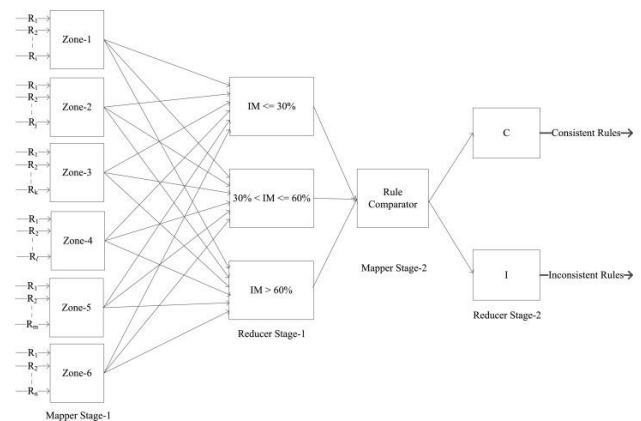 R1
R2
Ri
Zone-1
R1
R2
Rj
Zone-2
R1
R2
Rk
Zone-3
R1
R2
Zone-4
R1
R2
Rm
Zone-5
R1
R2
Rn
Zone-6
Mapper Stage-1
IM <= 30%
30% < IM <= 60%
IM > 60%
Reducer Stage-1
Rule
Comparator
Mapper Stage-2
C
Consistent Rules
I
Inconsistent Rules
Reducer Stage-2